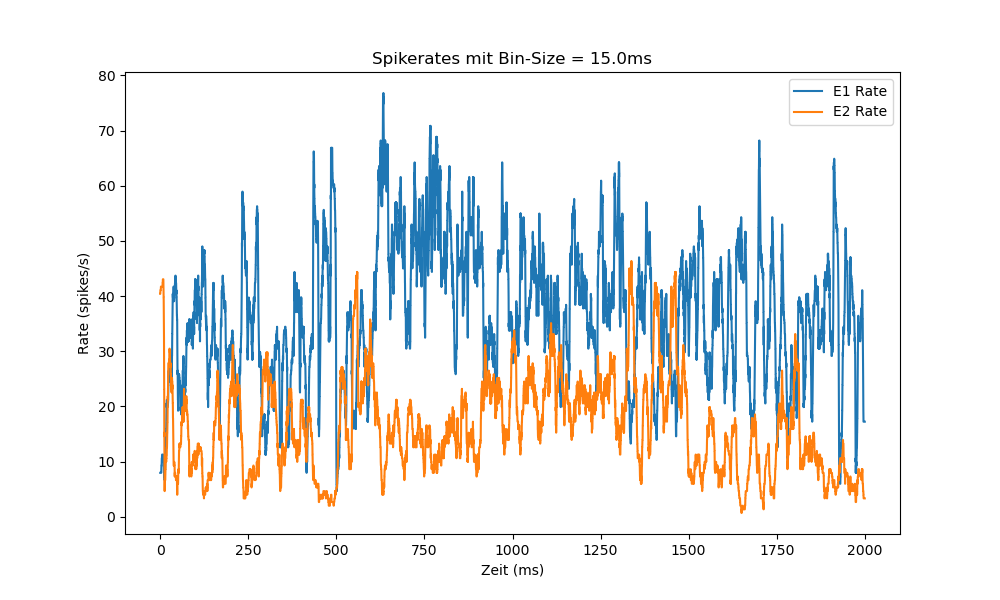 Spikerates mit Bin-Size = 15.0ms
E1 Rate
E2 Rate
80
70
60
50
40
30
20
10
0
Rate (spikes/s)
0 250 500 750 1000 1250 1500 1750 2000
Zeit (ms)